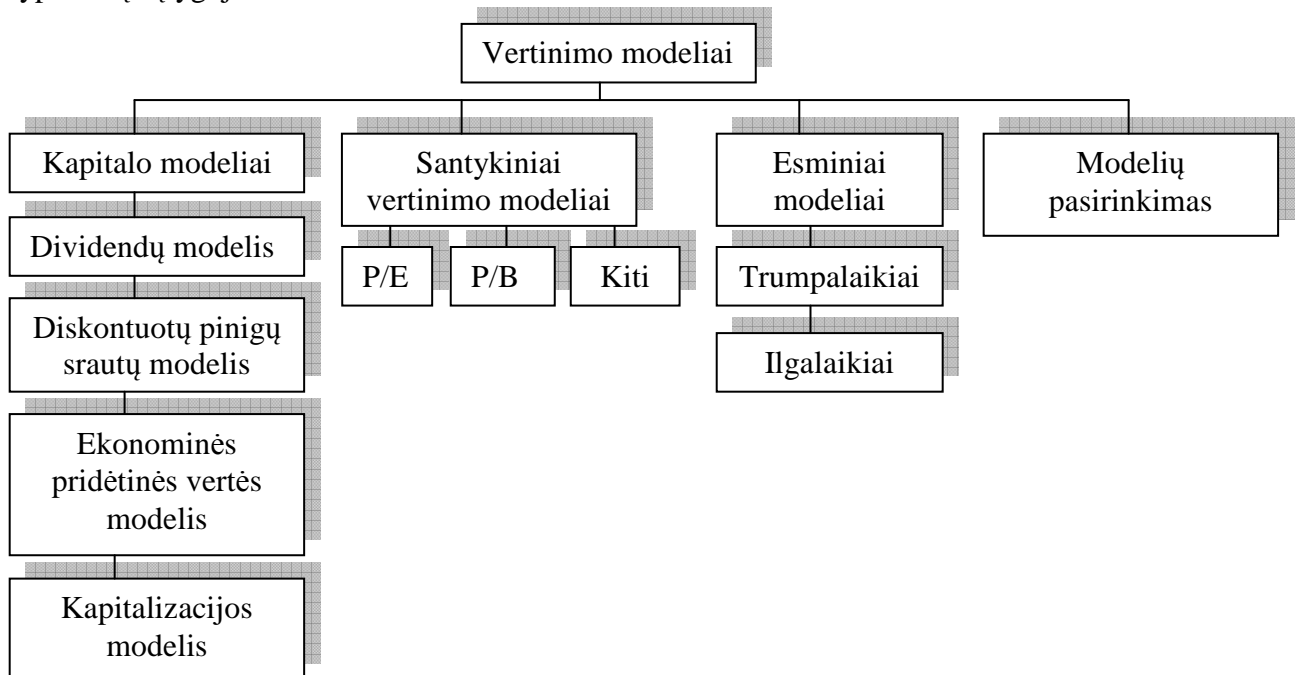 Vertinimo modeliai
Kapitalo modeliai
Dividendų modelis
Diskontuotų pinigų
srautų modelis
Ekonominės
pridėtinės vertės
modelis
Kapitalizacijos
modelis
Santykiniai
vertinimo modeliai
P/E
P/B
Kiti
Esminiai
modeliai
Trumpalaikiai
Ilgalaikiai
Modelių
pasirinkimas